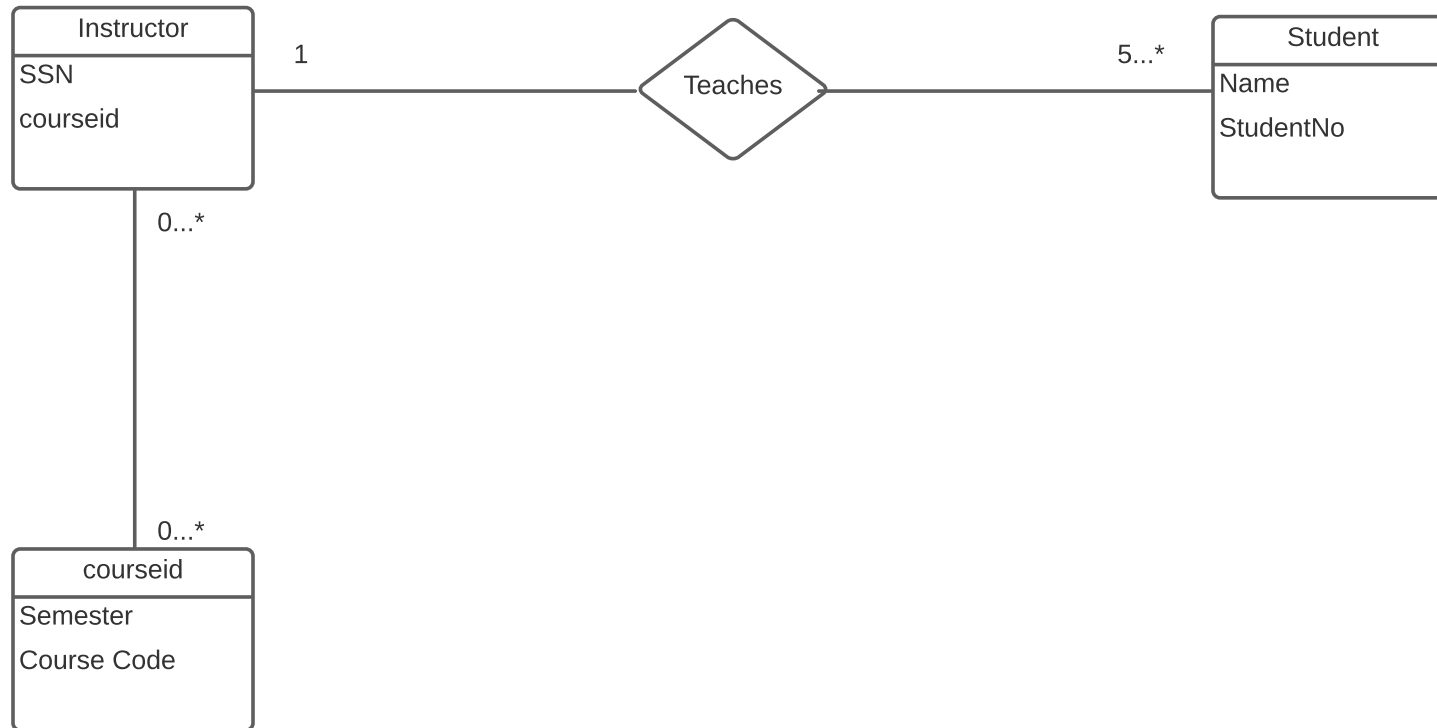 Instructor
SSN
courseid
1
Teaches
5...*
Student
Name
StudentNo
0...*
0...*
courseid
Semester
Course Code